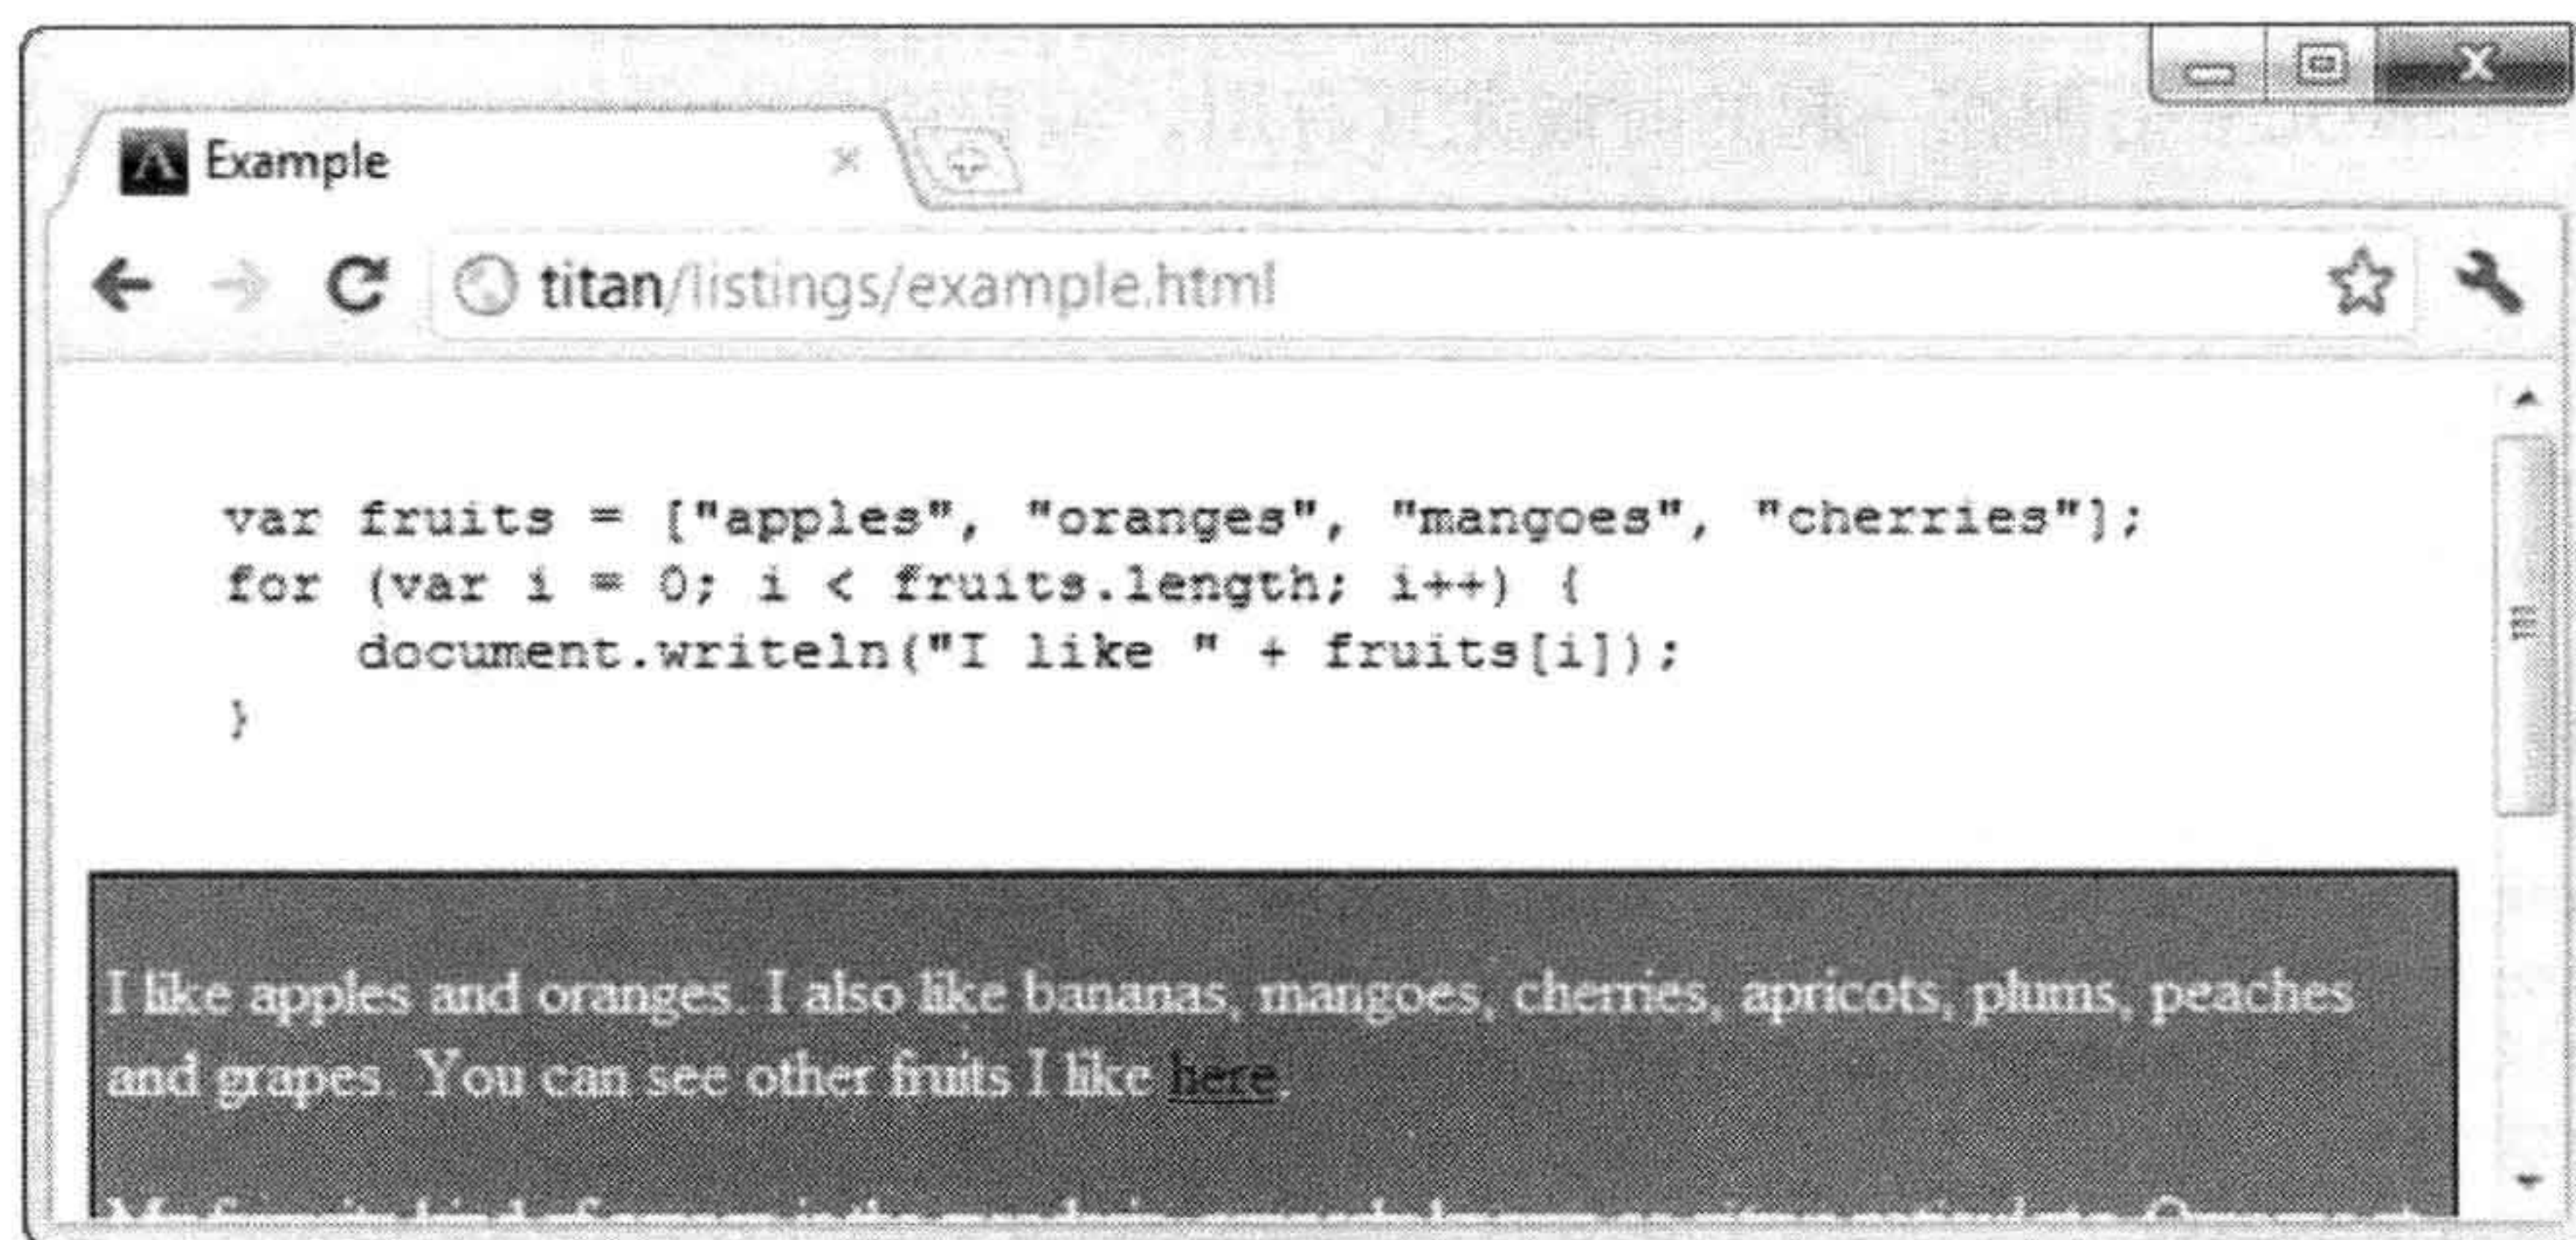 Example
titan/listings/example.html
var fruits = ["apples", "oranges", "mangoes", "cherries"];
for (var i = 0; i < fruits.length; i++) {
    document.writeln("I like " + fruits[i]);
}
I like apples and oranges. I also like bananas, mangoes, cherries, apricots, plums, peaches
and grapes. You can see other fruits I like here.